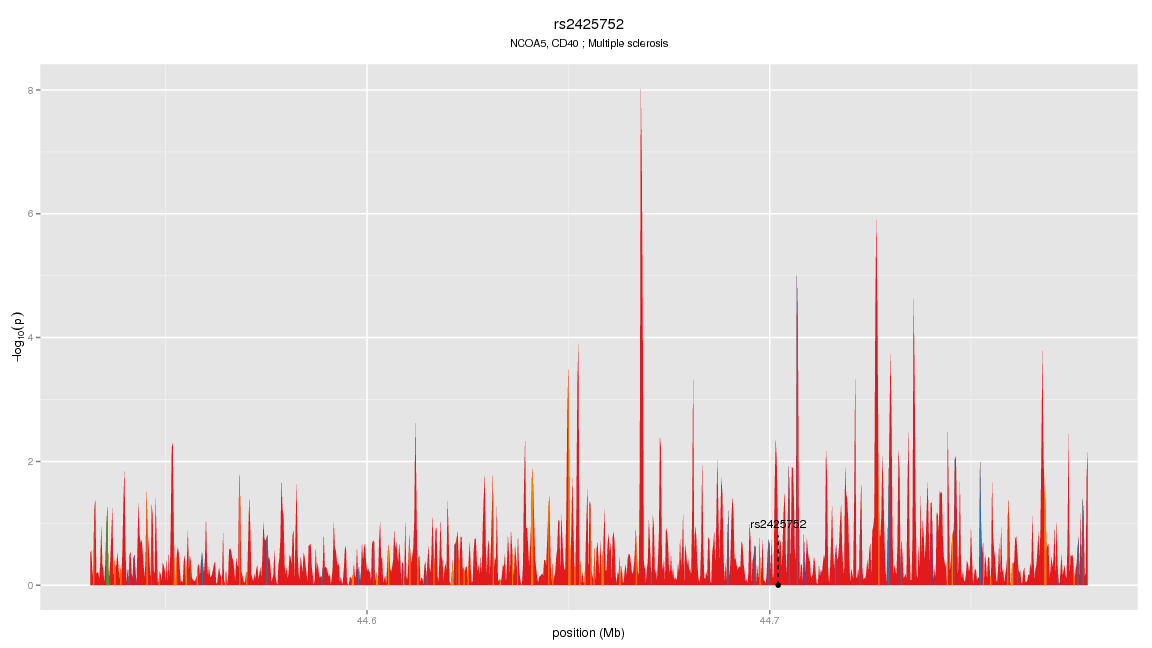 rs2425752
NCOA5, CD40 ; Multiple sclerosis
8
6
4
2
0
−log10(p)
rs2425752
44.6
44.7
position (Mb)